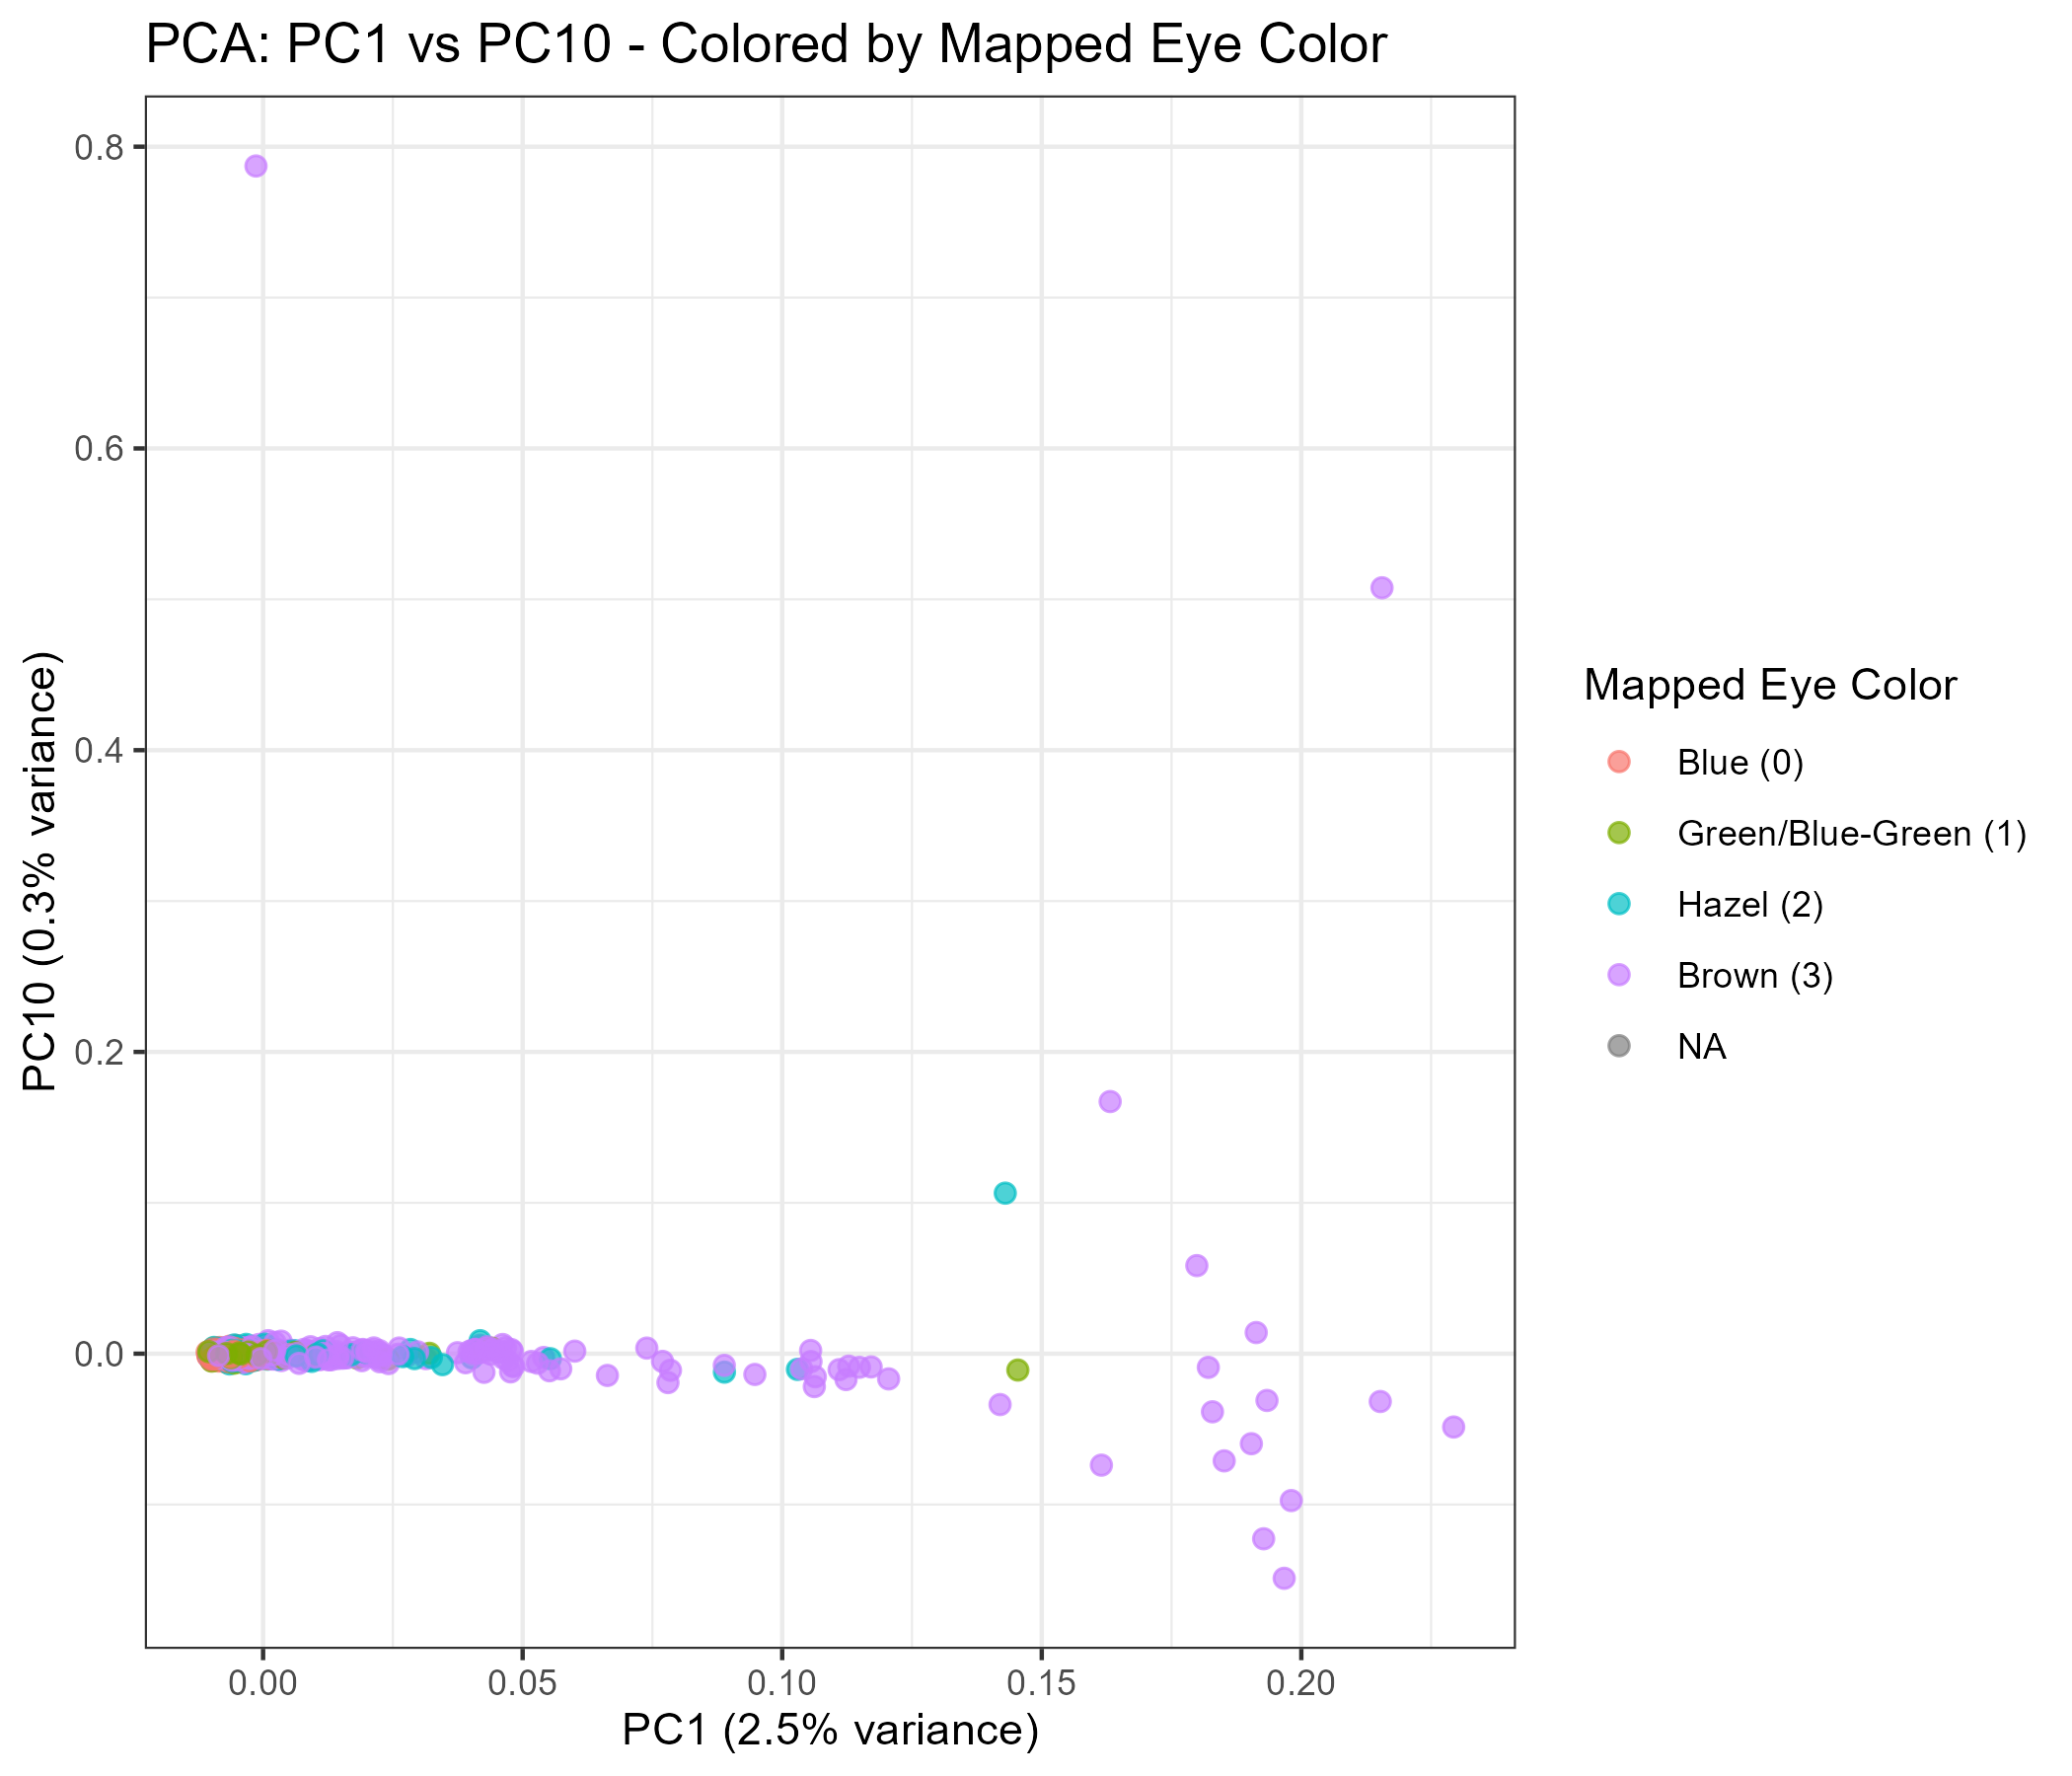 PCA: PC1 vs PC10 - Colored by Mapped Eye Color
PC10 (0.3% variance)
0.8
0.6
0.4
0.2
0.0
0.00 0.05 0.10 0.15 0.20
PC1 (2.5% variance)
Mapped Eye Color
Blue (0)
Green/Blue-Green (1)
Hazel (2)
Brown (3)
NA